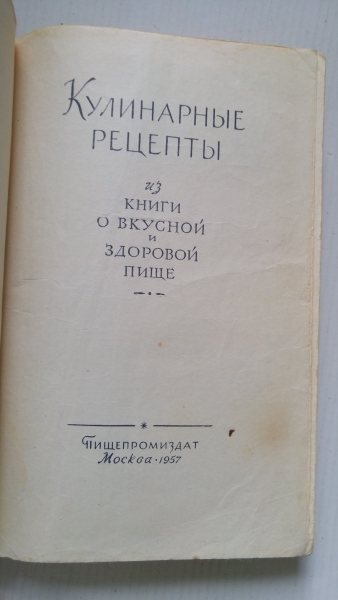 Кулинарные
рецепты
из
книги
о вкусной
и
здоровой
пище
Пищепромиздат
Москва·1957